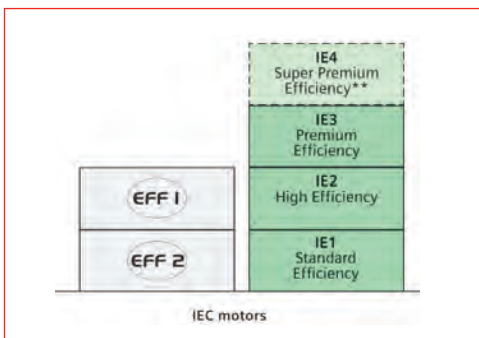 IE4
Super Premium
Efficiency**
IE3
Premium
Efficiency
EFF 1
IE2
High Efficiency
EFF 2
IE1
Standard
Efficiency
IEC motors